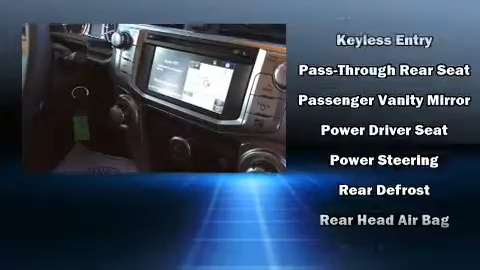 Keyless Entry
Pass-Through Rear Seat
Passenger Vanity Mirror
Power Driver Seat
Power Steering
Rear Defrost
Rear Head Air Bag